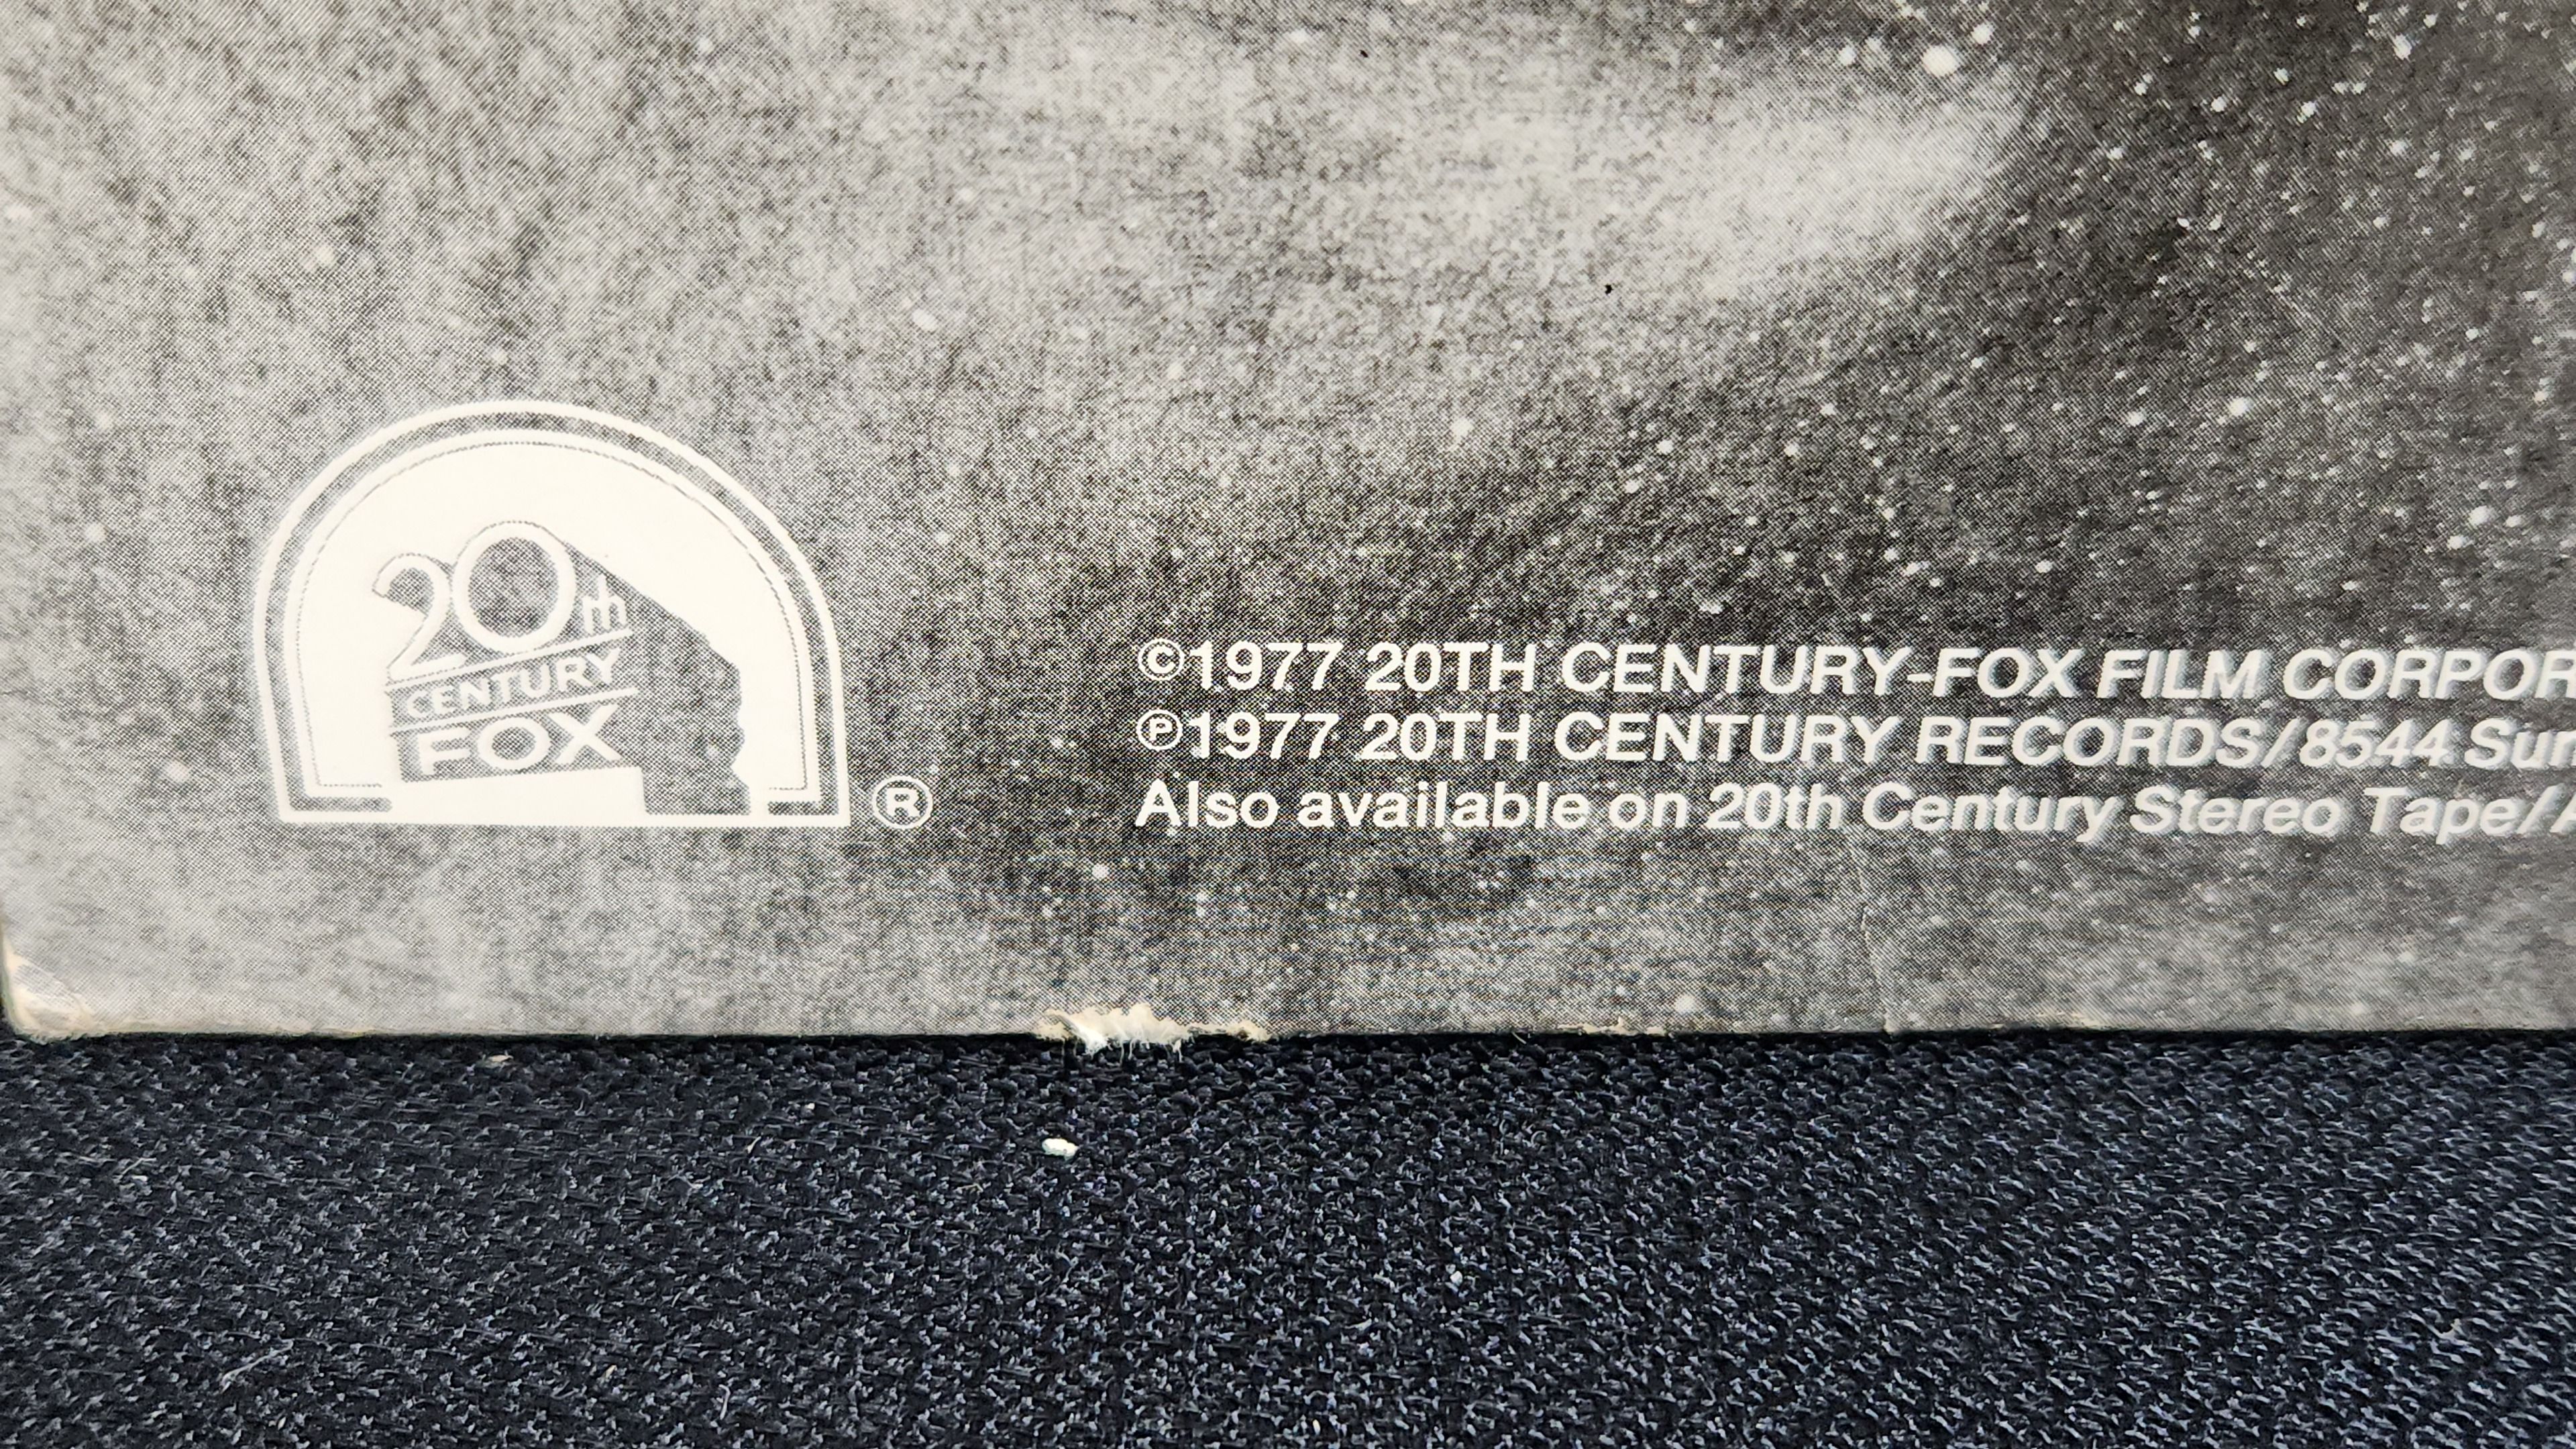 20th
CENTURY
FOX
®
©1977 20TH CENTURY-FOX FILM CORPOR
℗1977 20TH CENTURY RECORDS/8544 Sun
Also available on 20th Century Stereo Tape/A